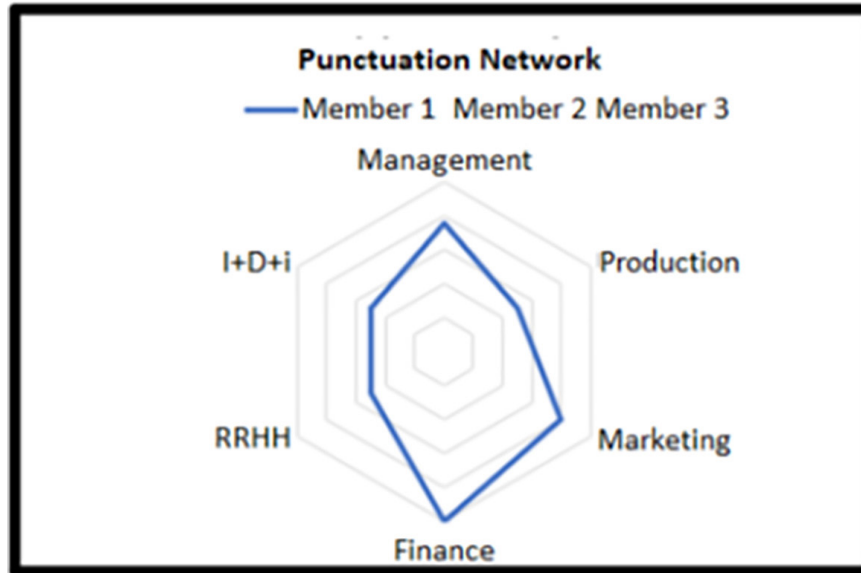 Punctuation Network
Member 1 Member 2 Member 3
Management
I+D+i
Production
RRHH
Marketing
Finance